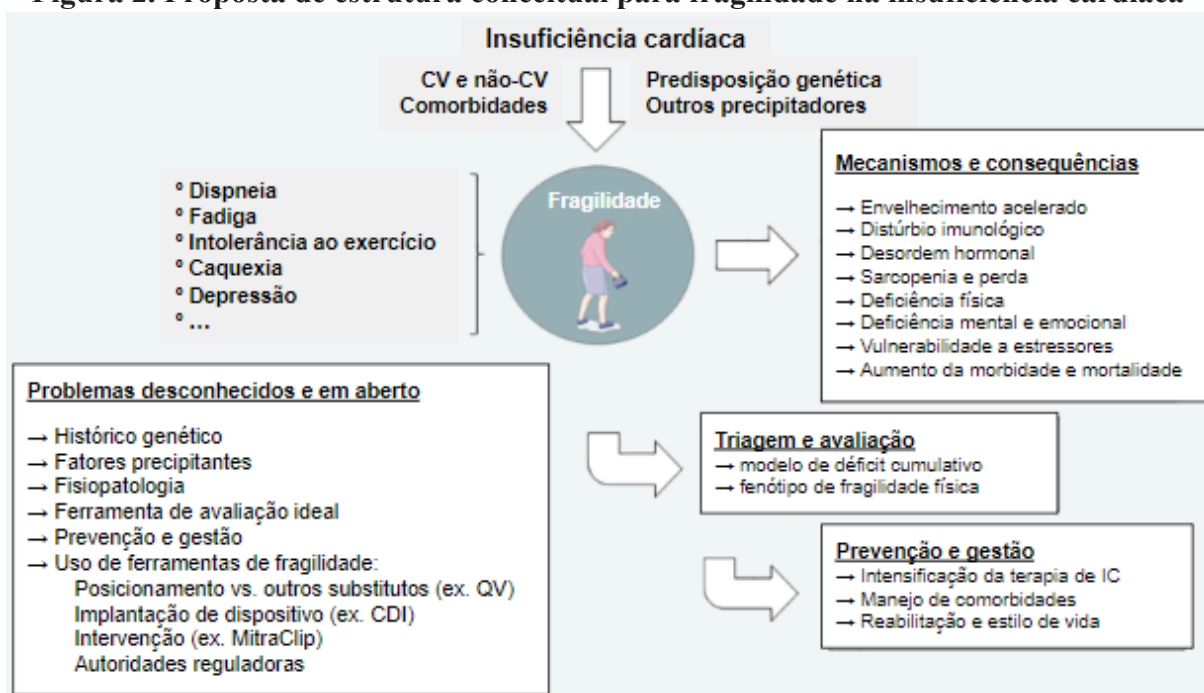 Figura 2. Proposta de estrutura conceitual para fragilidade na insuficiência cardíaca
Insuficiência cardíaca
CV e não-CV
Comorbidades
Predisposição genética
Outros precipitadores
º Dispneia
º Fadiga
º Intolerância ao exercício
º Caquexia
º Depressão
º ...
Fragilidade
Mecanismos e consequências
→ Envelhecimento acelerado
→ Distúrbio imunológico
→ Desordem hormonal
→ Sarcopenia e perda
→ Deficiência física
→ Deficiência mental e emocional
→ Vulnerabilidade a estressores
→ Aumento da morbidade e mortalidade
Problemas desconhecidos e em aberto
→ Histórico genético
→ Fatores precipitantes
→ Fisiopatologia
→ Ferramenta de avaliação ideal
→ Prevenção e gestão
→ Uso de ferramentas de fragilidade:
Posicionamento vs. outros substitutos (ex. QV)
Implantação de dispositivo (ex. CDI)
Intervenção (ex. MitraClip)
Autoridades reguladoras
Triagem e avaliação
→ modelo de déficit cumulativo
→ fenótipo de fragilidade física
Prevenção e gestão
→ Intensificação da terapia de IC
→ Manejo de comorbidades
→ Reabilitação e estilo de vida